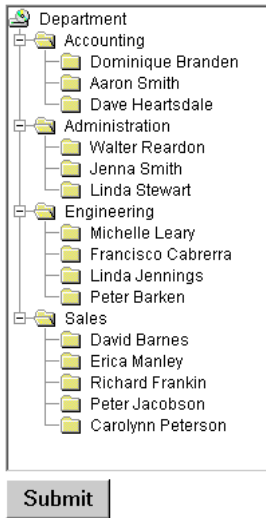 Department
Accounting
Dominique Branden
Aaron Smith
Dave Heartsdale
Administration
Walter Reardon
Jenna Smith
Linda Stewart
Engineering
Michelle Leary
Francisco Cabrerra
Linda Jennings
Peter Barken
Sales
David Barnes
Erica Manley
Richard Frankin
Peter Jacobson
Carolynn Peterson
Submit